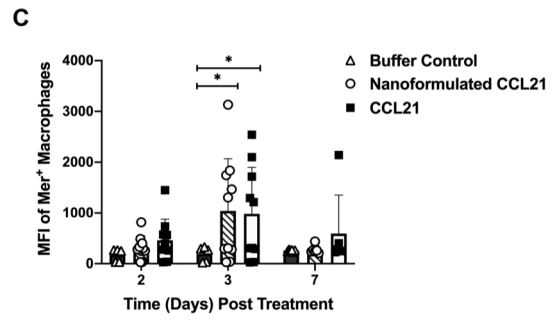 C
MFI of Mer⁺ Macrophages
4000
3000
2000
1000
0
*
*
2
3
7
Time (Days) Post Treatment
Buffer Control
Nanoformulated CCL21
CCL21